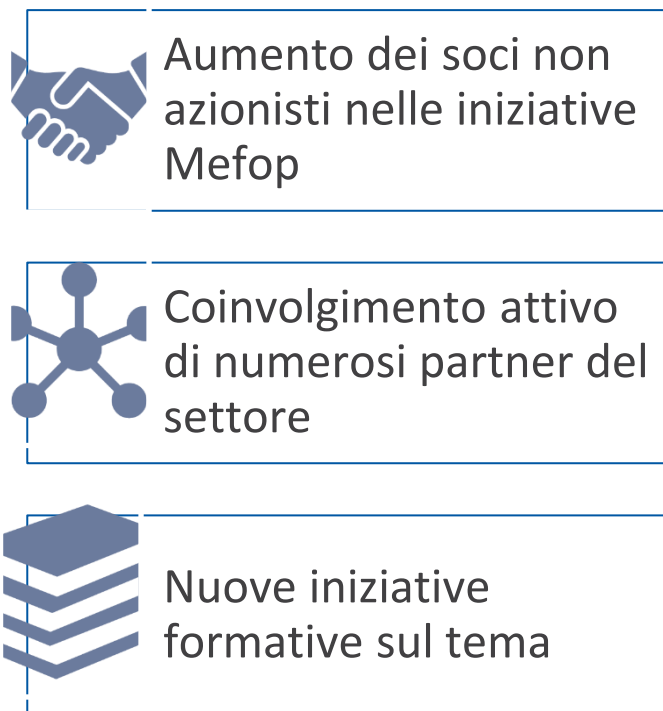 Aumento dei soci non
azionisti nelle iniziative
Mefop
Coinvolgimento attivo
di numerosi partner del
settore
Nuove iniziative
formative sul tema